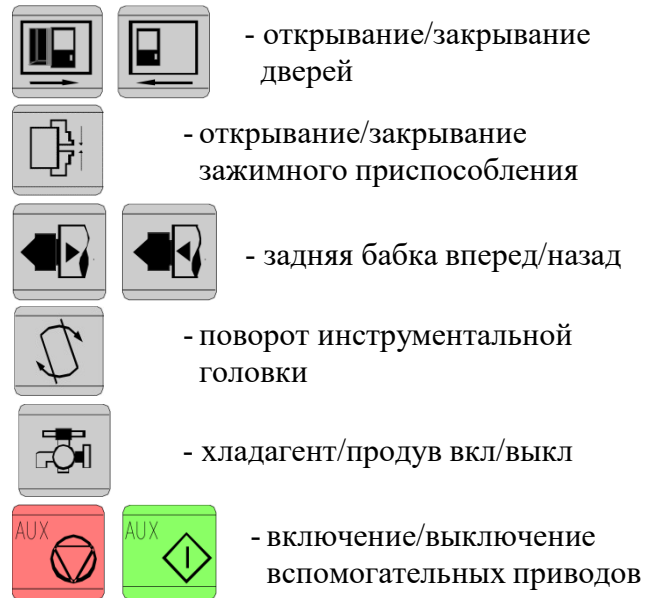 - открывание/закрывание
дверей
- открывание/закрывание
зажимного приспособления
- задняя бабка вперед/назад
- поворот инструментальной
головки
- хладагент/продув вкл/выкл
AUX AUX - включение/выключение
вспомогательных приводов